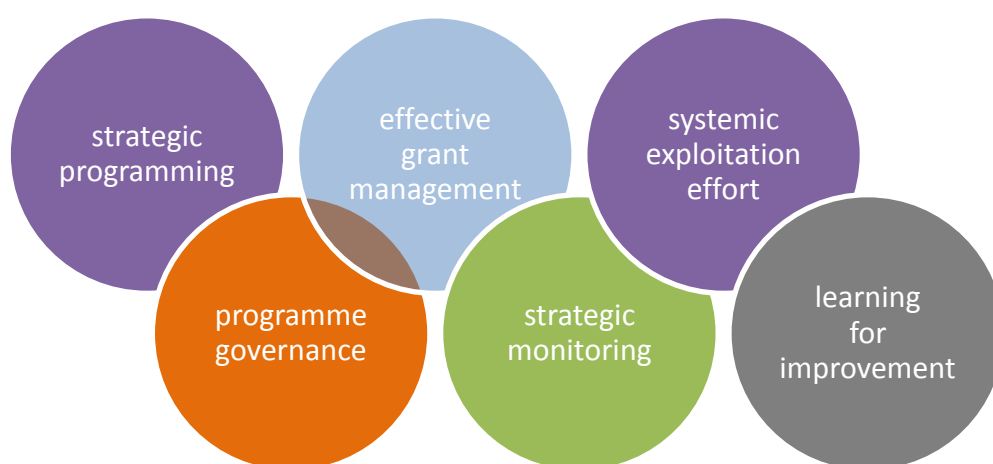 strategic
programming
effective
grant
management
systemic
exploitation
effort
programme
governance
strategic
monitoring
learning
for
improvement